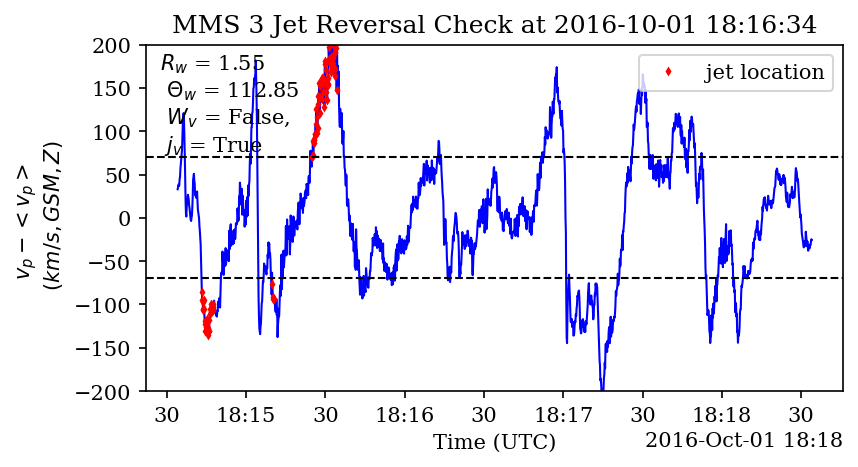 MMS 3 Jet Reversal Check at 2016-10-01 18:16:34
R_w = 1.55
Θ_w = 112.85
W_v = False,
j_v = True
jet location
200
150
100
50
0
−50
−100
−150
−200
v_p − < v_p >
(km/s, GSM, Z)
30 18:15 30 18:16 30 18:17 30 18:18 30
Time (UTC)
2016-Oct-01 18:18